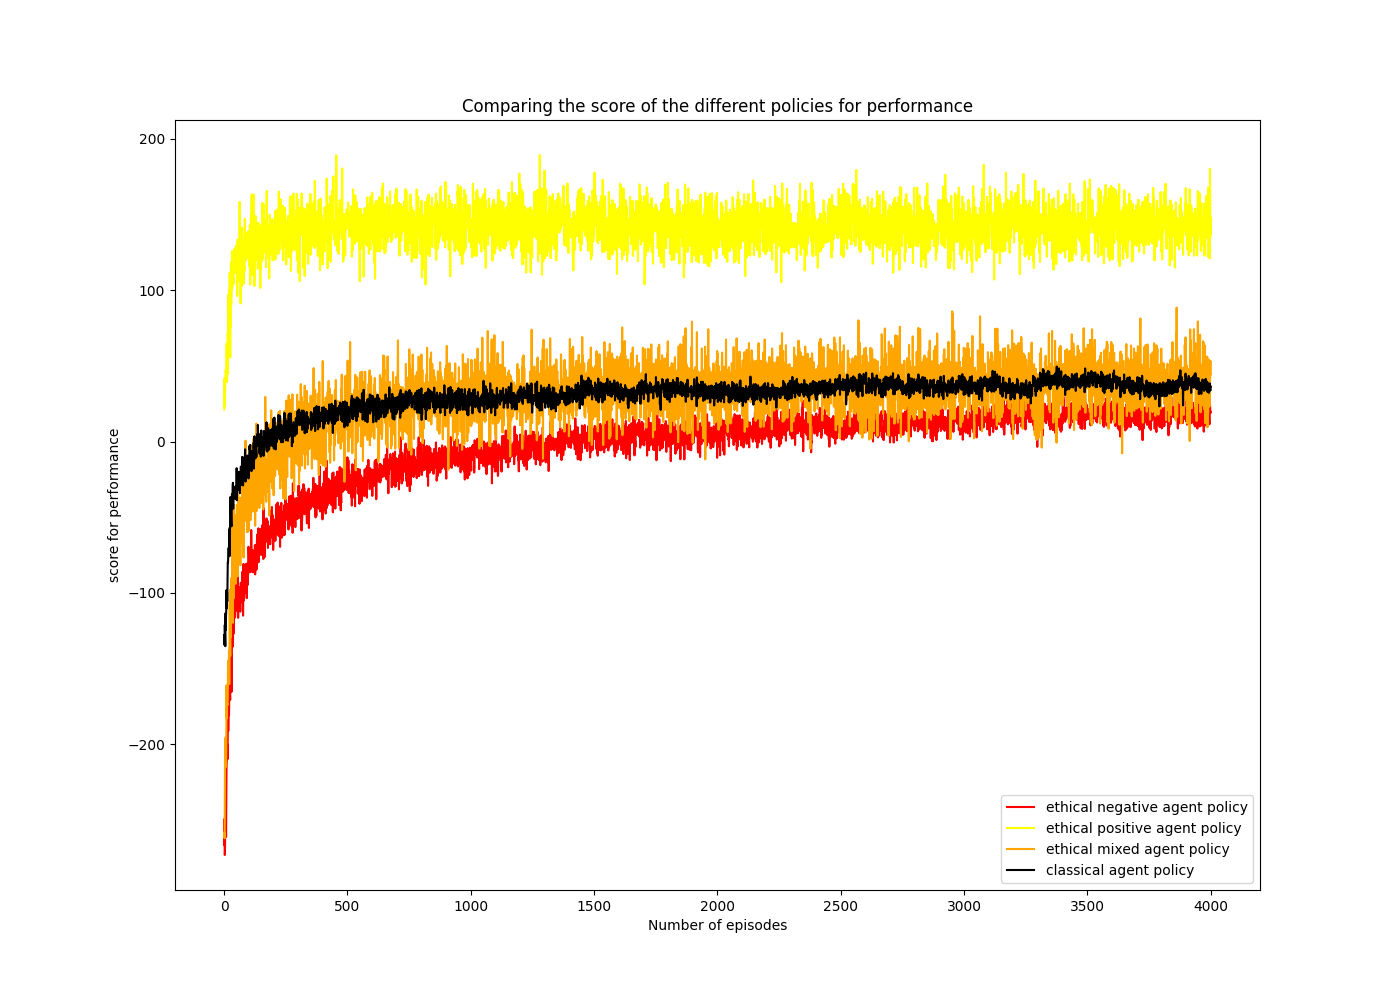 Comparing the score of the different policies for performance
200
100
0
−100
−200
score for performance
0 500 1000 1500 2000 2500 3000 3500 4000
Number of episodes
ethical negative agent policy
ethical positive agent policy
ethical mixed agent policy
classical agent policy